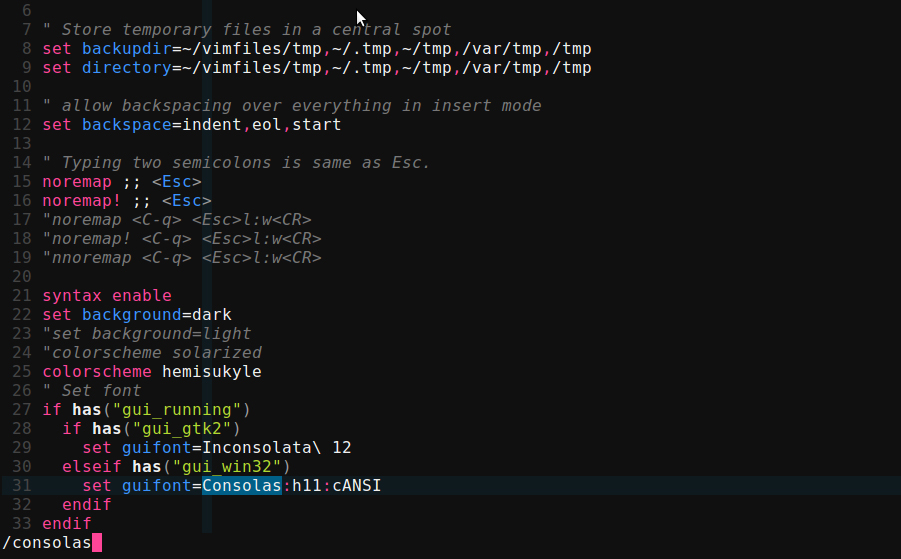 6
7 " Store temporary files in a central spot
8 set backupdir=~/vimfiles/tmp,~/.tmp,~/tmp,/var/tmp,/tmp
9 set directory=~/vimfiles/tmp,~/.tmp,~/tmp,/var/tmp,/tmp
10
11 " allow backspacing over everything in insert mode
12 set backspace=indent,eol,start
13
14 " Typing two semicolons is same as Esc.
15 noremap ;; <Esc>
16 noremap! ;; <Esc>
17 "noremap <C-q> <Esc>l:w<CR>
18 "noremap! <C-q> <Esc>l:w<CR>
19 "nnoremap <C-q> <Esc>l:w<CR>
20
21 syntax enable
22 set background=dark
23 "set background=light
24 "colorscheme solarized
25 colorscheme hemisukyle
26 " Set font
27 if has("gui_running")
28   if has("gui_gtk2")
29     set guifont=Inconsolata\ 12
30   elseif has("gui_win32")
31     set guifont=Consolas:h11:cANSI
32   endif
33 endif
/consolas